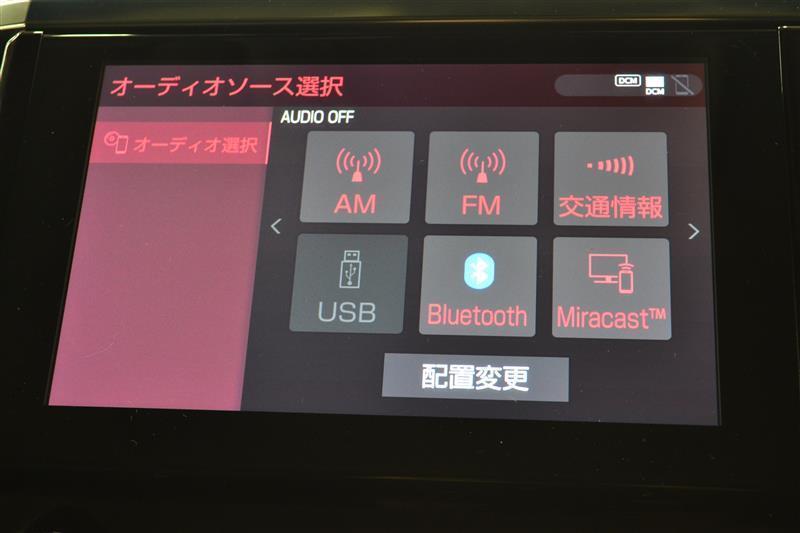 オーディオソース選択
DCM
DCM
オーディオ選択
AUDIO OFF
AM
FM
交通情報
USB
Bluetooth
Miracast™
配置変更